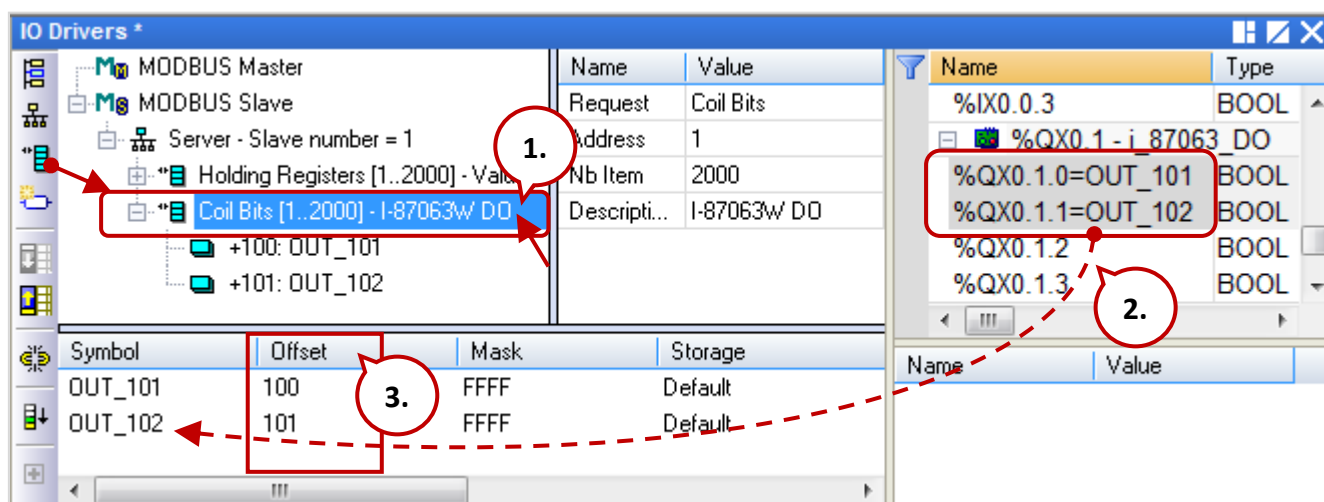 IO Drivers *
MODBUS Master
MODBUS Slave
Server - Slave number = 1
Holding Registers [1..2000] - Valu
Coil Bits [1..2000] - I-87063W DO
+100: OUT_101
+101: OUT_102
1.
Name Value
Request Coil Bits
Address 1
Nb Item 2000
Descripti... I-87063W DO
Name Type
%IX0.0.3 BOOL
%QX0.1 - i_87063_DO
%QX0.1.0=OUT_101 BOOL
%QX0.1.1=OUT_102 BOOL
%QX0.1.2 BOOL
%QX0.1.3 BOOL
2.
Symbol Offset Mask Storage
OUT_101 100 FFFF Default
OUT_102 101 FFFF Default
3.
Name Value